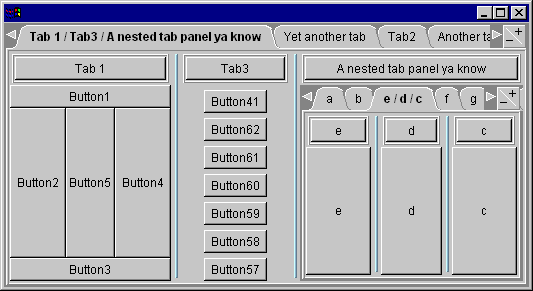 Tab 1 / Tab3 / A nested tab panel ya know Yet another tab Tab2 Another ta
Tab 1 Tab3 A nested tab panel ya know
Button1
Button2 Button5 Button4
Button3
Button41
Button62
Button61
Button60
Button59
Button58
Button57
a b e / d / c f g
e d c
e d c